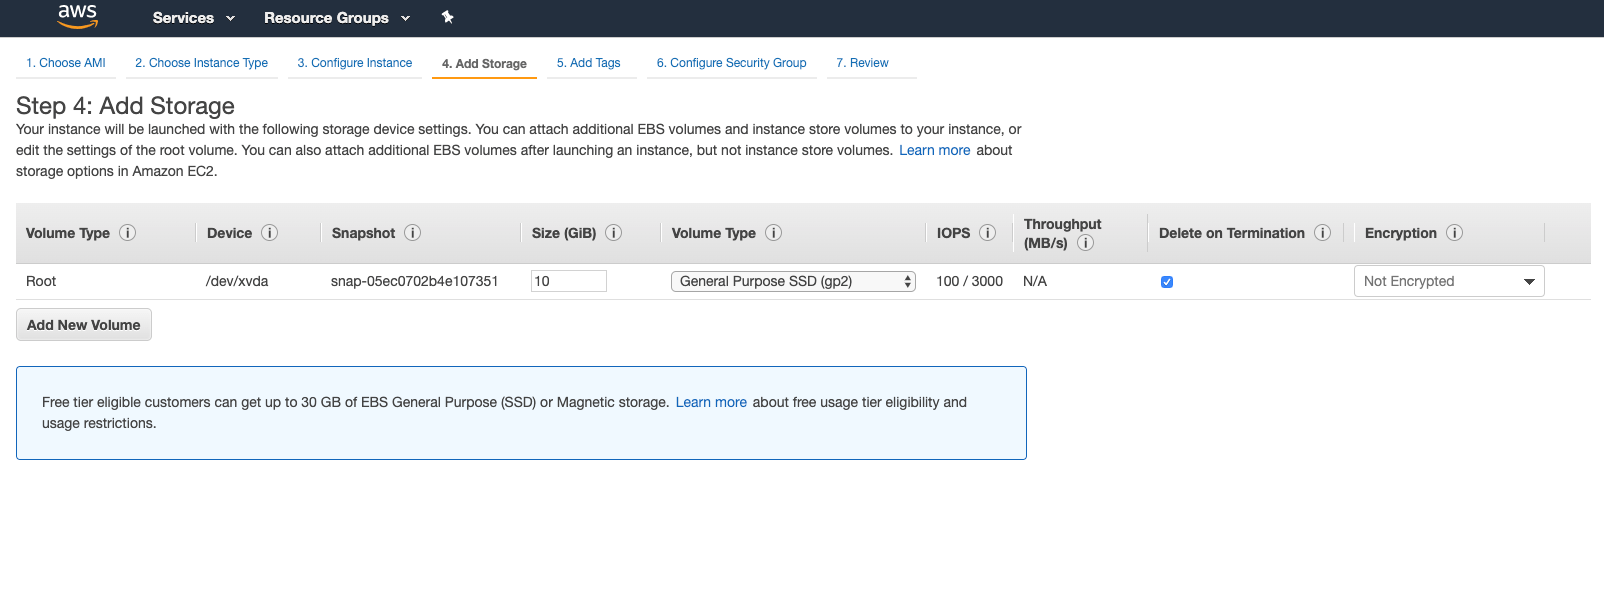 aws Services Resource Groups
1. Choose AMI 2. Choose Instance Type 3. Configure Instance 4. Add Storage 5. Add Tags 6. Configure Security Group 7. Review
Step 4: Add Storage
Your instance will be launched with the following storage device settings. You can attach additional EBS volumes and instance store volumes to your instance, or
edit the settings of the root volume. You can also attach additional EBS volumes after launching an instance, but not instance store volumes. Learn more about
storage options in Amazon EC2.
Volume Type i Device i Snapshot i Size (GiB) i Volume Type i IOPS i Throughput (MB/s) i Delete on Termination i Encryption i
Root /dev/xvda snap-05ec0702b4e107351 10 General Purpose SSD (gp2) 100 / 3000 N/A Not Encrypted
Add New Volume
Free tier eligible customers can get up to 30 GB of EBS General Purpose (SSD) or Magnetic storage. Learn more about free usage tier eligibility and
usage restrictions.